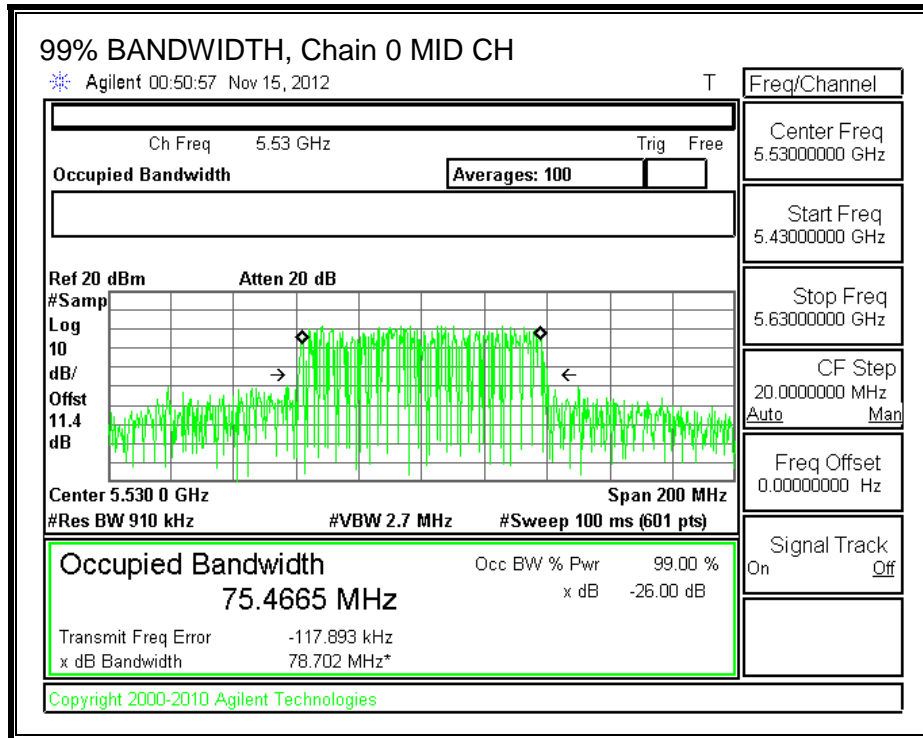 99% BANDWIDTH, Chain 0 MID CH
Agilent 00:50:57 Nov 15, 2012 T
Ch Freq 5.53 GHz Trig Free
Occupied Bandwidth Averages: 100
Ref 20 dBm Atten 20 dB
#Samp
Log
10
dB/
Offst
11.4
dB
Center 5.530 0 GHz Span 200 MHz
#Res BW 910 kHz #VBW 2.7 MHz #Sweep 100 ms (601 pts)
Occupied Bandwidth Occ BW % Pwr 99.00 %
75.4665 MHz x dB -26.00 dB
Transmit Freq Error -117.893 kHz
x dB Bandwidth 78.702 MHz*
Copyright 2000-2010 Agilent Technologies
Freq/Channel
Center Freq
5.53000000 GHz
Start Freq
5.43000000 GHz
Stop Freq
5.63000000 GHz
CF Step
20.0000000 MHz
Auto Man
Freq Offset
0.00000000 Hz
Signal Track
On Off